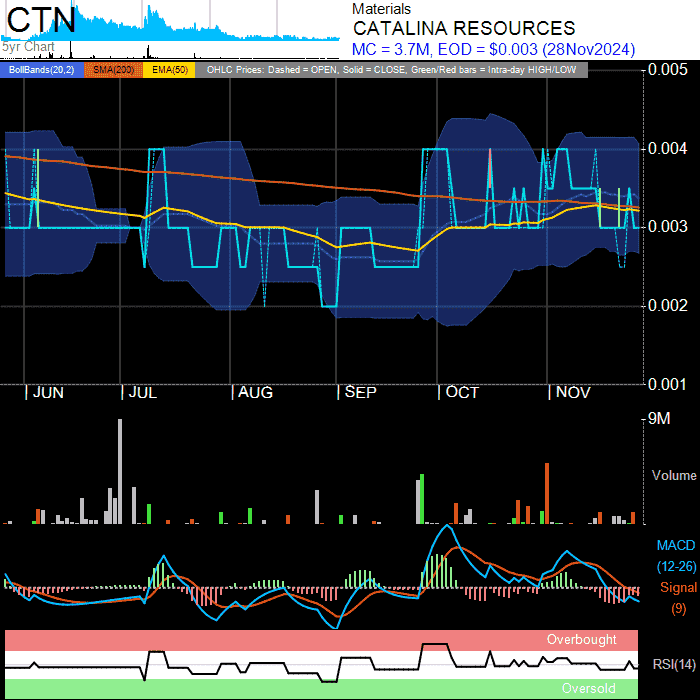 CTN
5yr Chart
Materials
CATALINA RESOURCES
MC = 3.7M, EOD = $0.003 (28Nov2024)
BollBands(20,2) SMA(200) EMA(50) OHLC Prices: Dashed = OPEN, Solid = CLOSE, Green/Red bars = Intra-day HIGH/LOW
0.005
0.004
0.003
0.002
0.001
JUN JUL AUG SEP OCT NOV
9M
Volume
MACD
(12-26)
Signal
(9)
Overbought
RSI(14)
Oversold